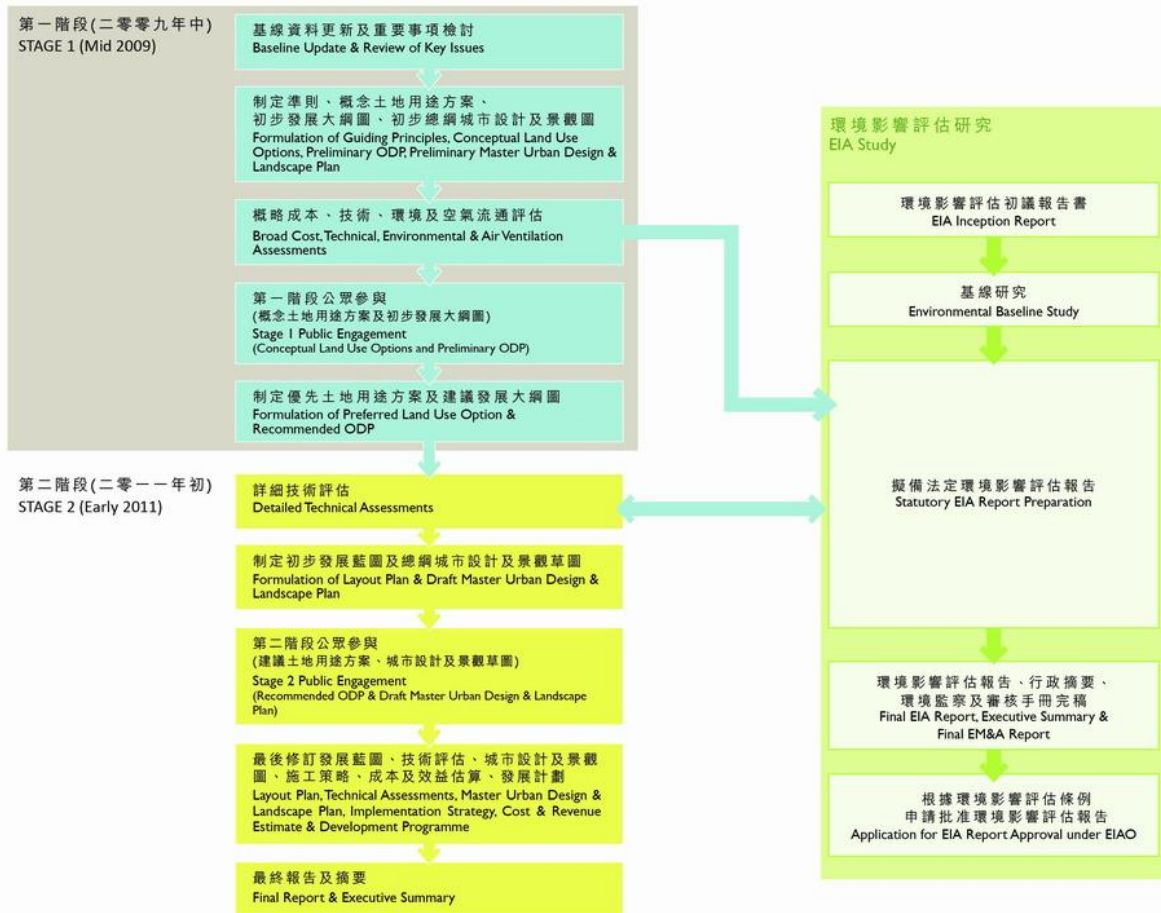 第一階段(二零零九年中)
STAGE 1 (Mid 2009)
基線資料更新及重要事項檢討
Baseline Update & Review of Key Issues
制定準則、概念土地用途方案、
初步發展大綱圖、初步總綱城市設計及景觀圖
Formulation of Guiding Principles, Conceptual Land Use
Options, Preliminary ODP, Preliminary Master Urban Design &
Landscape Plan
概略成本、技術、環境及空氣流通評估
Broad Cost, Technical, Environmental & Air Ventilation
Assessments
第一階段公眾參與
(概念土地用途方案及初步發展大綱圖)
Stage 1 Public Engagement
(Conceptual Land Use Options and Preliminary ODP)
制定優先土地用途方案及建議發展大綱圖
Formulation of Preferred Land Use Option &
Recommended ODP
第二階段(二零一一年初)
STAGE 2 (Early 2011)
詳細技術評估
Detailed Technical Assessments
制定初步發展藍圖及總綱城市設計及景觀草圖
Formulation of Layout Plan & Draft Master Urban Design &
Landscape Plan
第二階段公眾參與
(建議土地用途方案、城市設計及景觀草圖)
Stage 2 Public Engagement
(Recommended ODP & Draft Master Urban Design & Landscape
Plan)
最後修訂發展藍圖、技術評估、城市設計及景觀
圖、施工策略、成本及效益估算、發展計劃
Layout Plan, Technical Assessments, Master Urban Design &
Landscape Plan, Implementation Strategy, Cost & Revenue
Estimate & Development Programme
最終報告及摘要
Final Report & Executive Summary
環境影響評估研究
EIA Study
環境影響評估初議報告書
EIA Inception Report
基線研究
Environmental Baseline Study
擬備法定環境影響評估報告
Statutory EIA Report Preparation
環境影響評估報告、行政摘要、
環境監察及審核手冊完稿
Final EIA Report, Executive Summary &
Final EM&A Report
根據環境影響評估條例
申請批准環境影響評估報告
Application for EIA Report Approval under EIAO